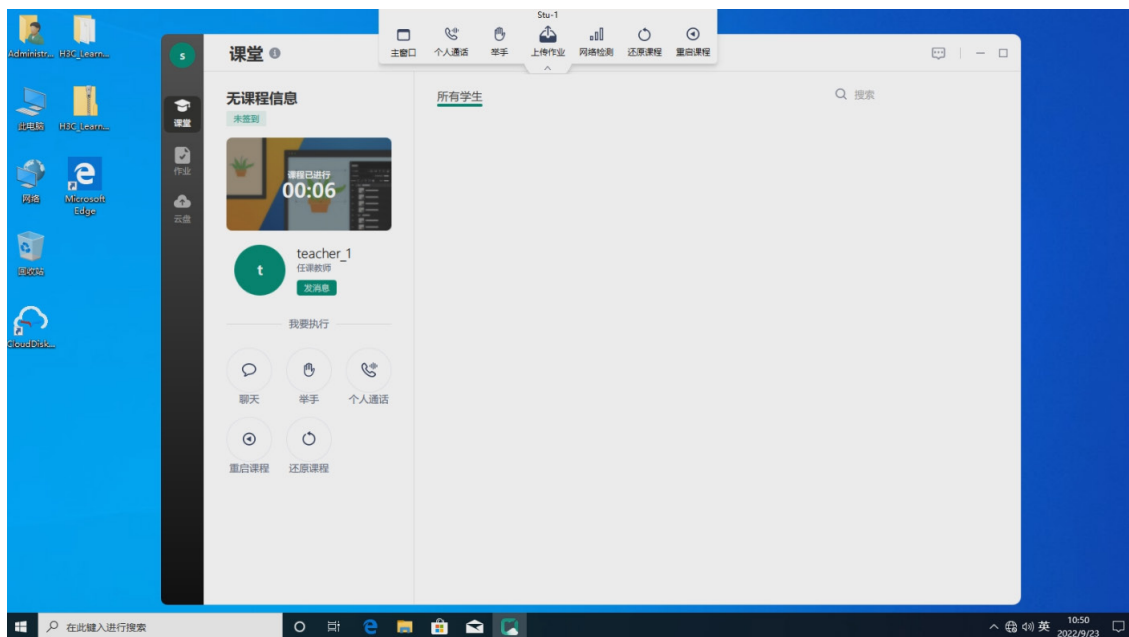 Stu-1
主窗口
个人通话
举手
上传作业
网络检测
还原课程
重启课程
Administr...
H3C_Learn...
此电脑
H3C_Learn...
网络
Microsoft
Edge
回收站
CloudDisk...
s
课堂
作业
云盘
课堂
无课程信息
未签到
课程已进行
00:06
t
teacher_1
任课教师
发消息
我要执行
聊天
举手
个人通话
重启课程
还原课程
所有学生
搜索
在此键入进行搜索
英
10:50
2022/9/23